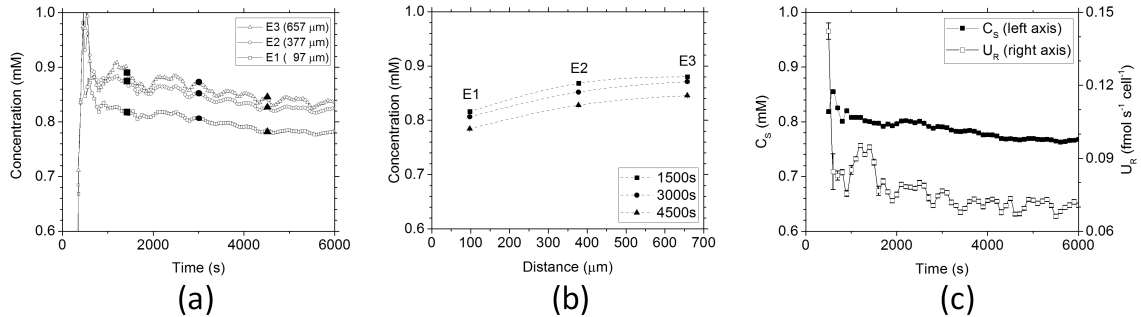 1.0
0.9
0.8
0.7
0.6
Concentration (mM)
E3 (657 μm)
E2 (377 μm)
E1 ( 97 μm)
0 2000 4000 6000
Time (s)
(a)
1.0
0.9
0.8
0.7
0.6
Concentration (mM)
E1
E2
E3
1500s
3000s
4500s
0 100 200 300 400 500 600 700
Distance (μm)
(b)
1.0
0.9
0.8
0.7
0.6
C_S (mM)
C_S (left axis)
U_R (right axis)
0.15
0.12
0.09
0.06
U_R (fmol s⁻¹ cell⁻¹)
0 2000 4000 6000
Time (s)
(c)